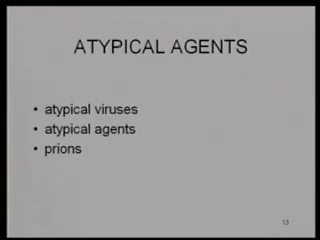 ATYPICAL AGENTS
• atypical viruses
• atypical agents
• prions
13